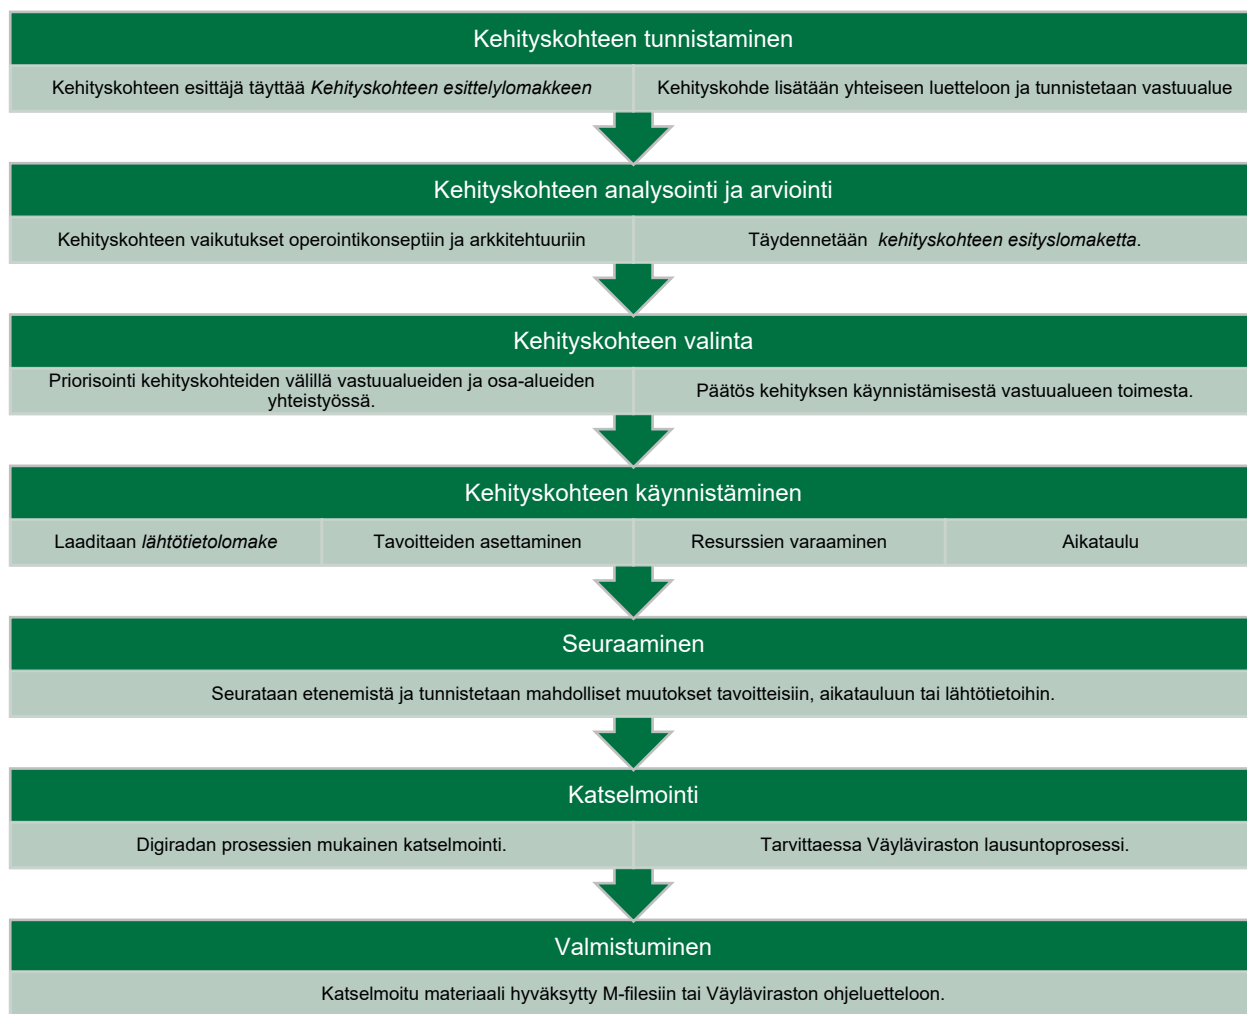 Kehityskohteen tunnistaminen
Kehityskohteen esittäjä täyttää Kehityskohteen esittelylomakkeen
Kehityskohde lisätään yhteiseen luetteloon ja tunnistetaan vastuualue
Kehityskohteen analysointi ja arviointi
Kehityskohteen vaikutukset operointikonseptiin ja arkkitehtuuriin
Täydennetään kehityskohteen esityslomaketta.
Kehityskohteen valinta
Priorisointi kehityskohteiden välillä vastuualueiden ja osa-alueiden
yhteistyössä.
Päätös kehityksen käynnistämisestä vastuualueen toimesta.
Kehityskohteen käynnistäminen
Laaditaan lähtötietolomake
Tavoitteiden asettaminen
Resurssien varaaminen
Aikataulu
Seuraaminen
Seurataan etenemistä ja tunnistetaan mahdolliset muutokset tavoitteisiin, aikatauluun tai lähtötietoihin.
Katselmointi
Digiradan prosessien mukainen katselmointi.
Tarvittaessa Väyläviraston lausuntoprosessi.
Valmistuminen
Katselmoitu materiaali hyväksytty M-filesiin tai Väyläviraston ohjeluetteloon.